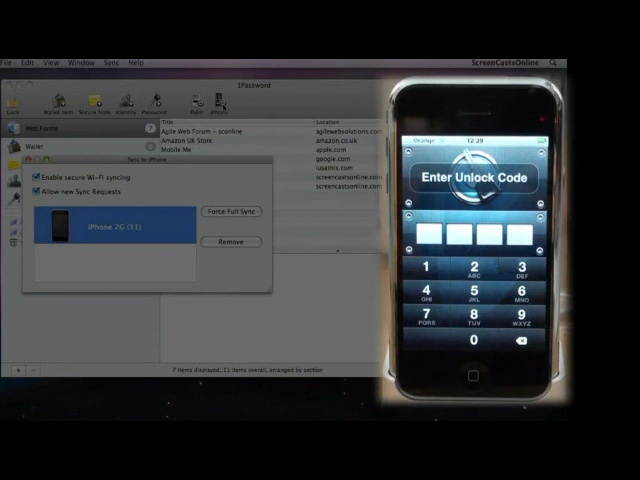 File Edit View Window Sync Help
ScreenCastsOnline
1Password
Lock Wallet Item Secure Note Identity Password Palm iPhone
Title
Location
Web Forms 7
Agile Web Forum - sconline
agilewebsolutions.com
Amazon UK Store
amazon.co.uk
Wallet
Mobile Me
apple.com
google.com
iusethis.com
screencastsonline.com
screencastsonline.com
Sync to iPhone
Enable secure Wi-Fi syncing
Allow new Sync Requests
iPhone 2G (11)
Force Full Sync
Remove
7 items displayed, 11 items overall, arranged by section
Orange 12:39
Enter Unlock Code
1 2 ABC 3 DEF
4 GHI 5 JKL 6 MNO
7 PQRS 8 TUV 9 WXYZ
0